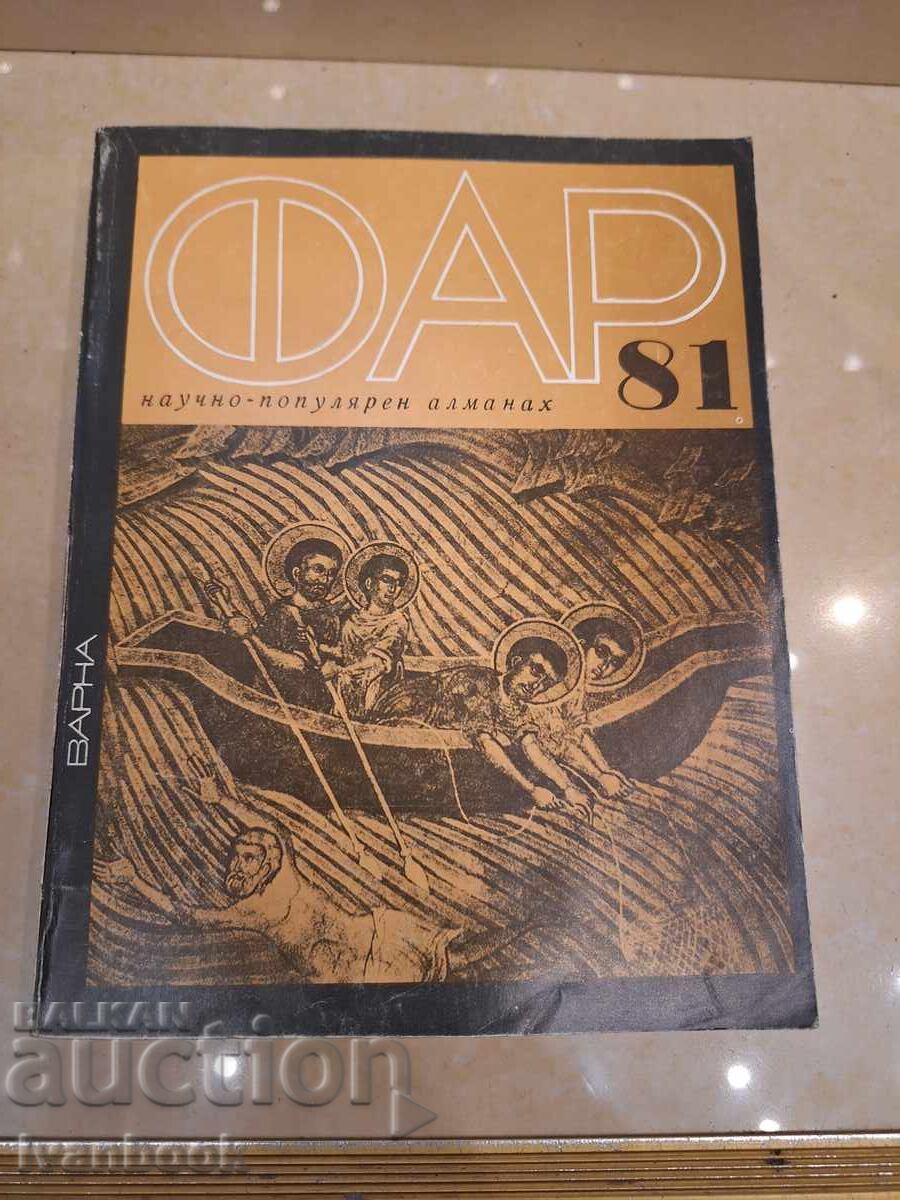 ФАР
81
научно-популярен алманах
ВАРНА
BALKAN
auction
ivanbook